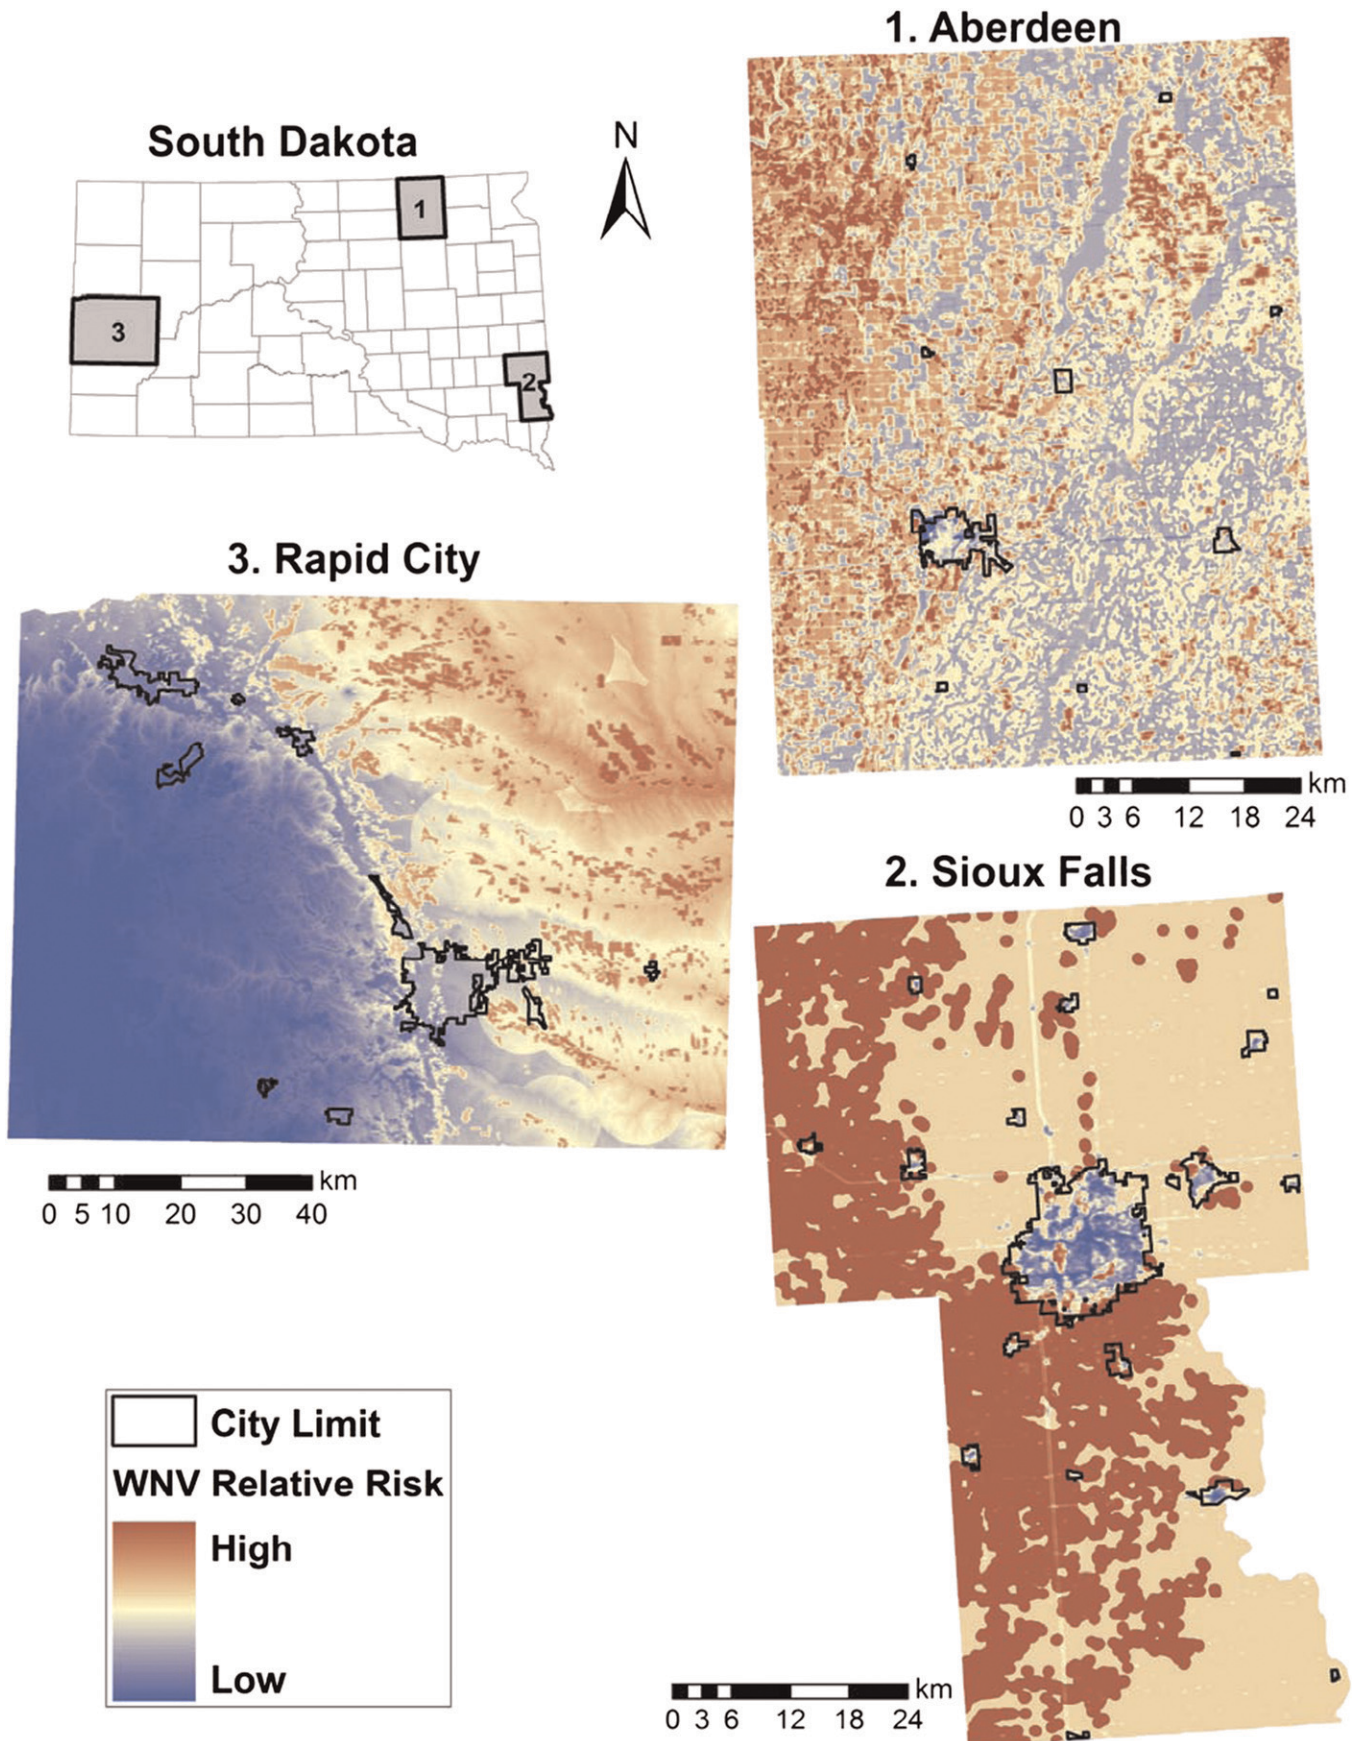 1. Aberdeen
South Dakota
N
1
2
3
km
0 3 6 12 18 24
3. Rapid City
km
0 5 10 20 30 40
2. Sioux Falls
km
0 3 6 12 18 24
City Limit
WNV Relative Risk
High
Low